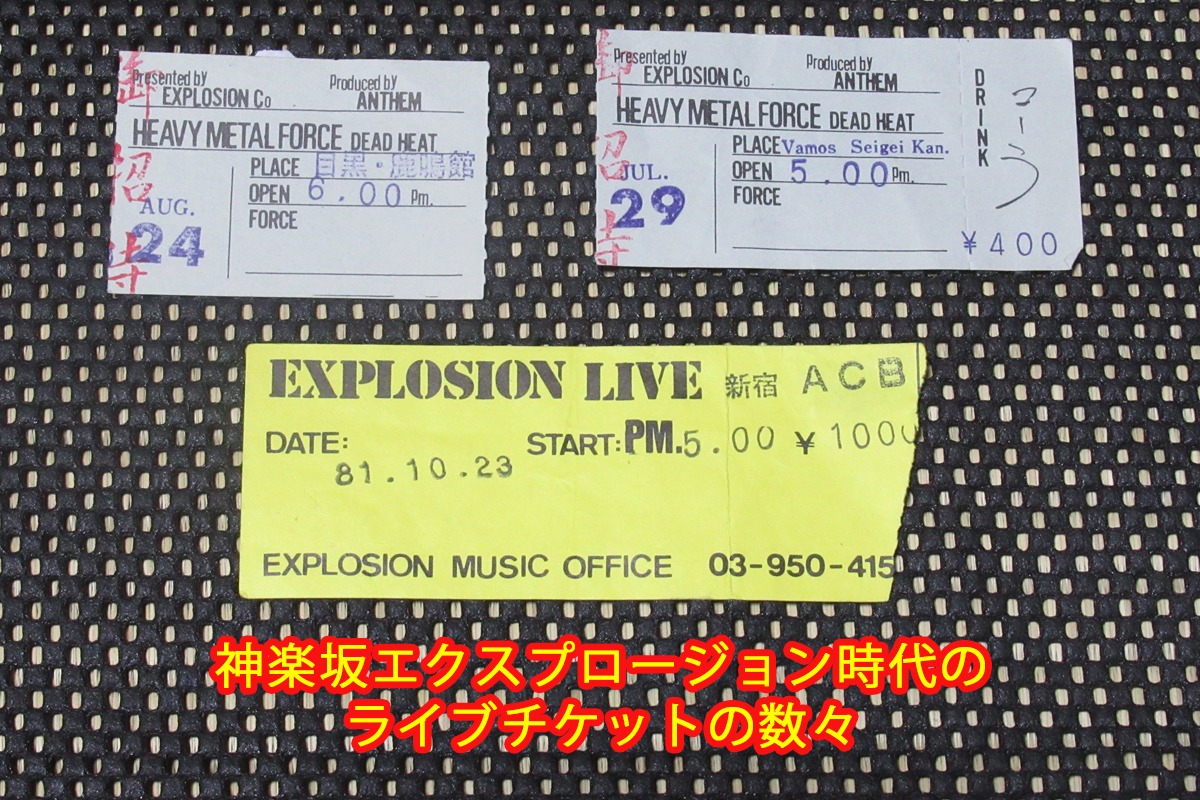 Presented by
EXPLOSION Co
Produced by
ANTHEM
HEAVY METAL FORCE DEAD HEAT
PLACE 目黒・鹿鳴館
OPEN 6.00 Pm.
FORCE
AUG.
24
御招待
Presented by
EXPLOSION Co
Produced by
ANTHEM
HEAVY METAL FORCE DEAD HEAT
PLACE Vamos Seigei Kan.
OPEN 5.00 Pm.
FORCE
JUL.
29
御招待
DRINK
コーラ
¥400
EXPLOSION LIVE 新宿 ACB
DATE:
81.10.23
START: PM. 5.00 ¥1000
EXPLOSION MUSIC OFFICE 03-950-415
神楽坂エクスプロージョン時代の
ライブチケットの数々